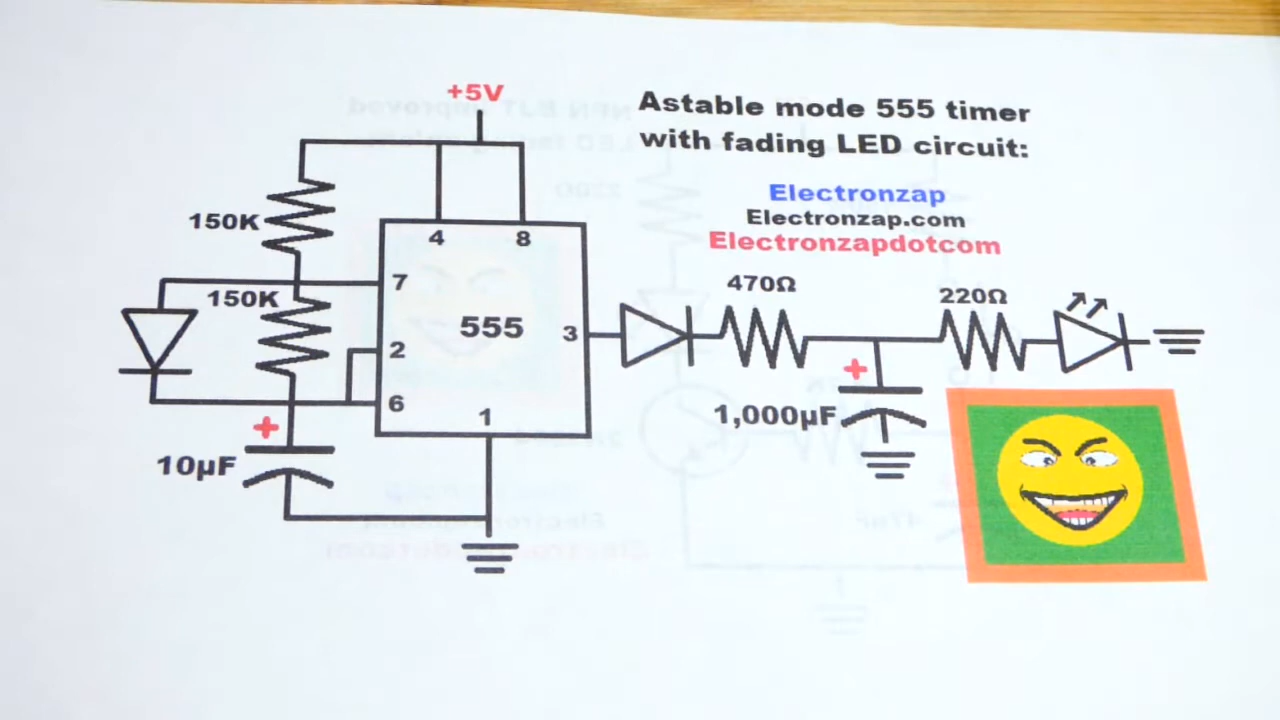 +5V
Astable mode 555 timer
with fading LED circuit:
Electronzap
Electronzap.com
Electronzapdotcom
150K
4
8
7
150K
555
2
3
6
1
470Ω
220Ω
+
1,000µF
+
10µF